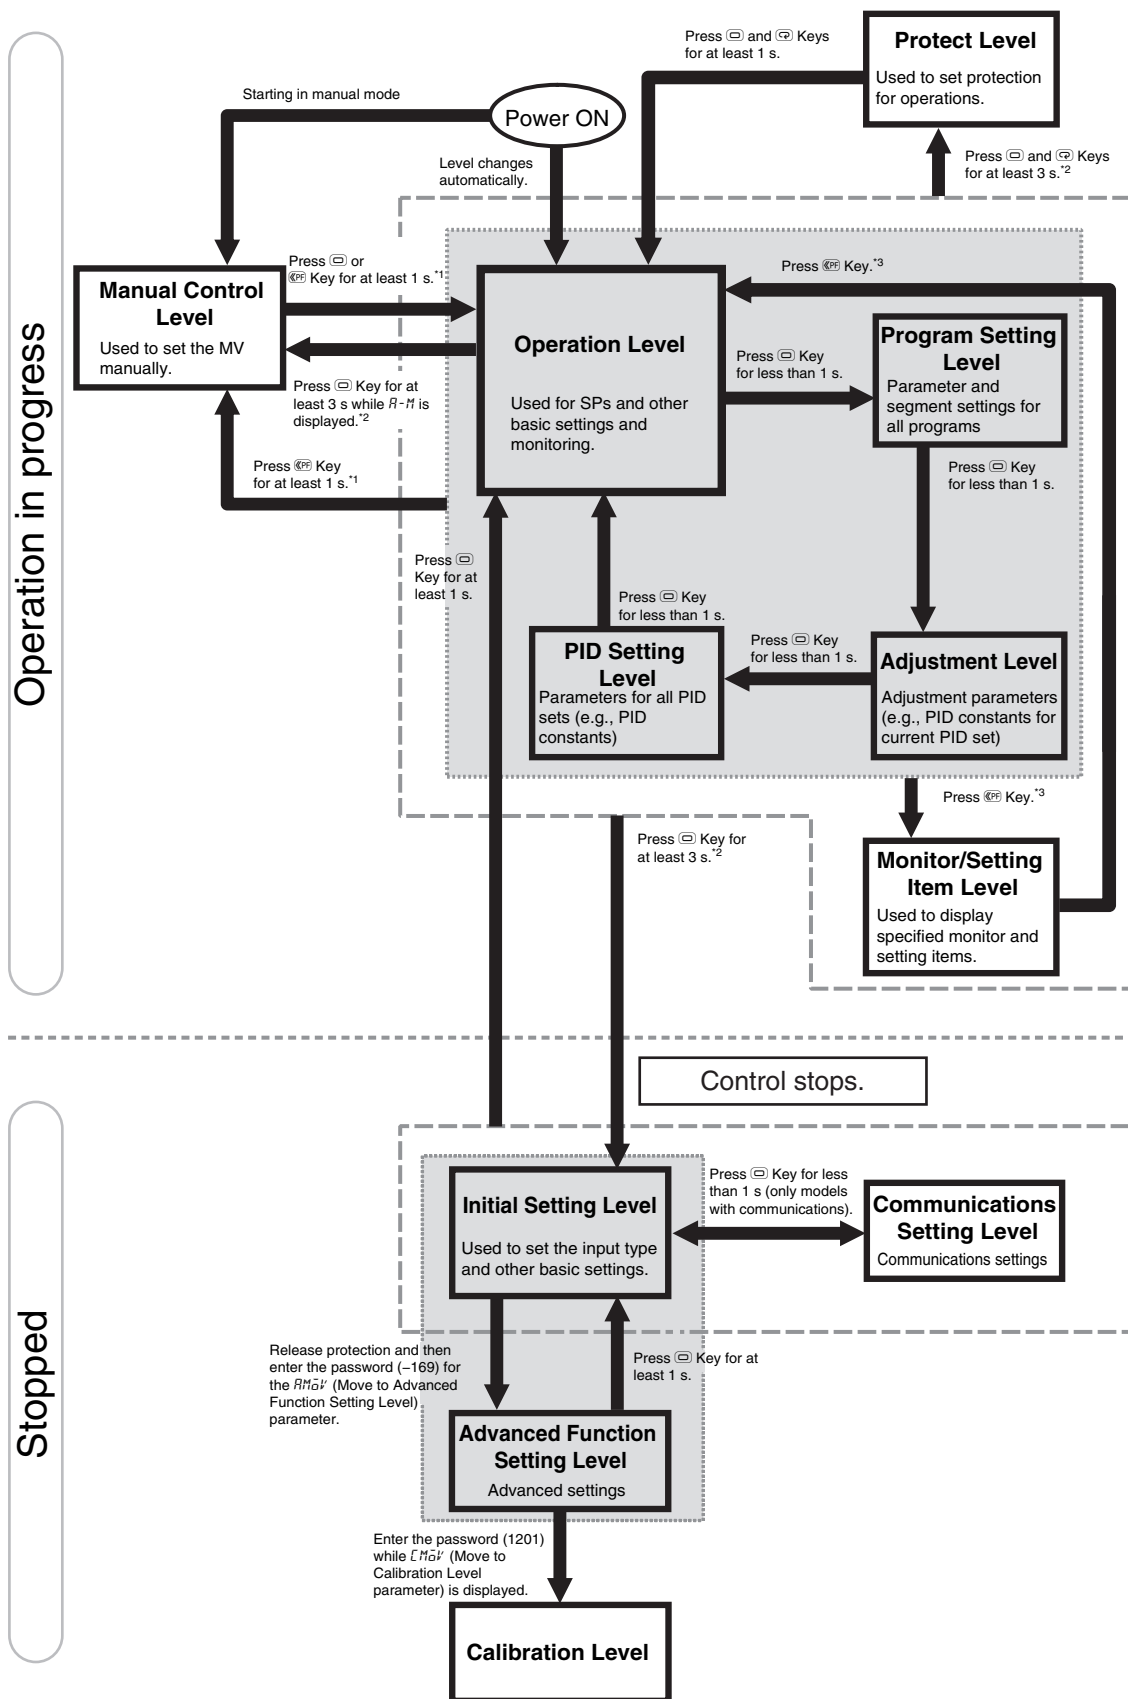 Operation in progress
Press and Keys
for at least 1 s.
Protect Level
Used to set protection
for operations.
Starting in manual mode
Power ON
Level changes
automatically.
Press and Keys
for at least 3 s.*2
Press or
PF Key for at least 1 s.*1
Press PF Key.*3
Manual Control
Level
Used to set the MV
manually.
Operation Level
Used for SPs and other
basic settings and
monitoring.
Press Key
for less than 1 s.
Program Setting
Level
Parameter and
segment settings for
all programs
Press Key for at
least 3 s while A-M is
displayed.*2
Press PF Key
for at least 1 s.*1
Press Key
for less than 1 s.
Press
Key for at
least 1 s.
Press Key
for less than 1 s.
PID Setting
Level
Parameters for all PID
sets (e.g., PID
constants)
Press Key
for less than 1 s.
Adjustment Level
Adjustment parameters
(e.g., PID constants for
current PID set)
Press PF Key.*3
Press Key for
at least 3 s.*2
Monitor/Setting
Item Level
Used to display
specified monitor and
setting items.
Control stops.
Stopped
Initial Setting Level
Used to set the input type
and other basic settings.
Press Key for less
than 1 s (only models
with communications).
Communications
Setting Level
Communications settings
Release protection and then
enter the password (–169) for
the AMoV (Move to Advanced
Function Setting Level)
parameter.
Press Key for at
least 1 s.
Advanced Function
Setting Level
Advanced settings
Enter the password (1201)
while CMoV (Move to
Calibration Level
parameter) is displayed.
Calibration Level